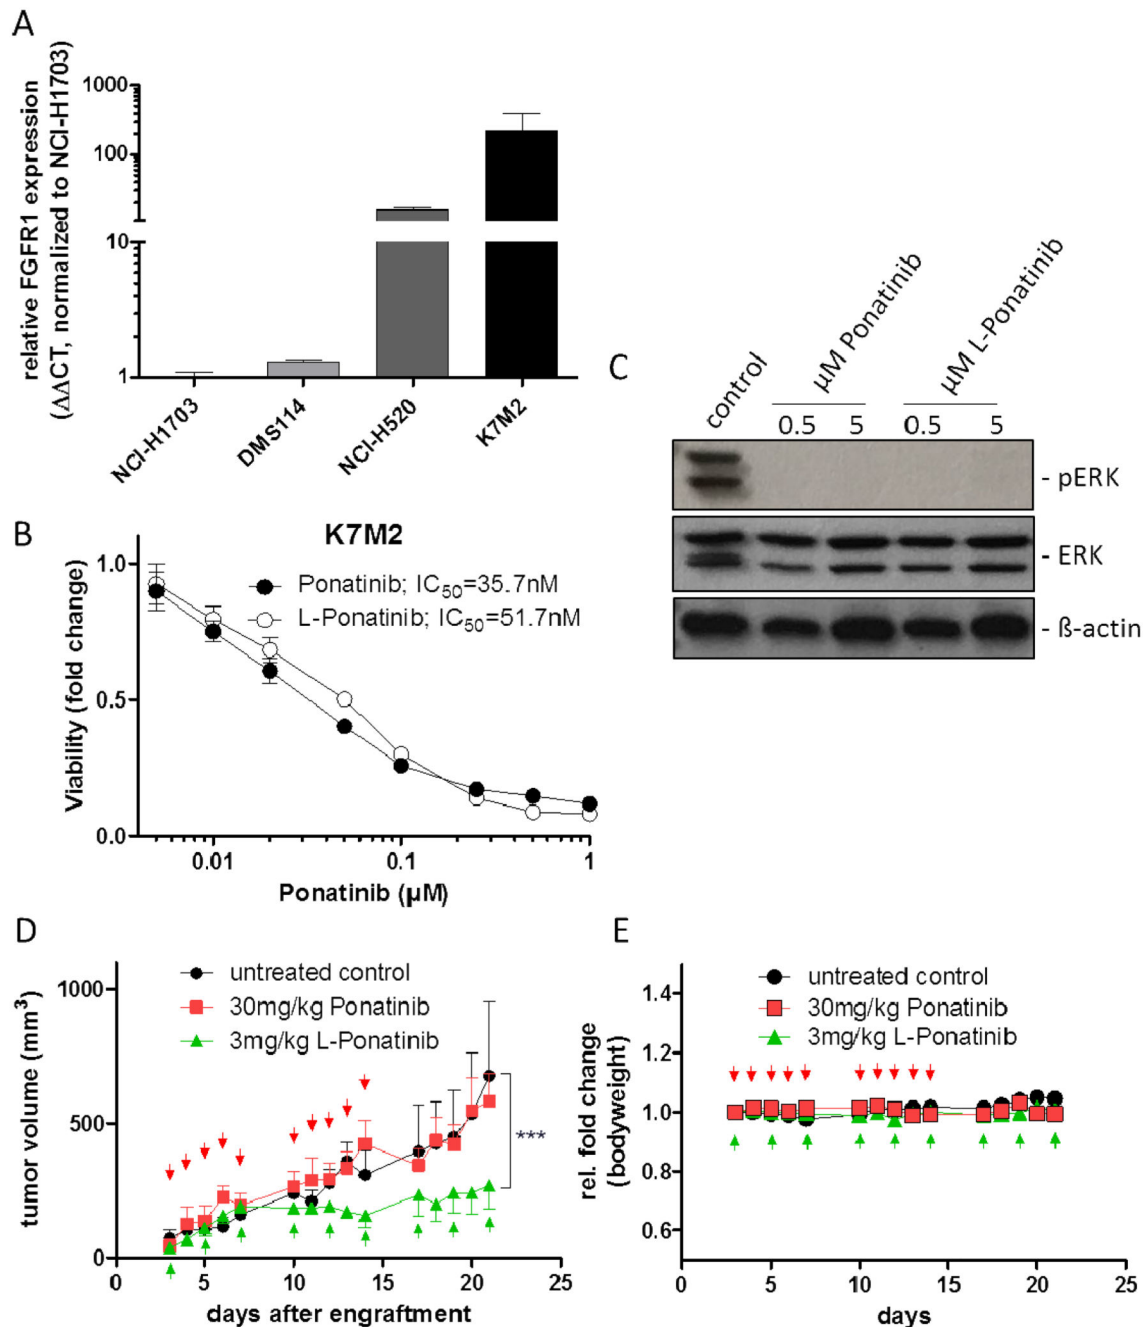 A
relative FGFR1 expression
(ΔΔCT, normalized to NCI-H1703)
1000
100
10
1
NCI-H1703
DMS114
NCI-H520
K7M2
B
K7M2
Ponatinib; IC50=35.7nM
L-Ponatinib; IC50=51.7nM
Viability (fold change)
1.0
0.5
0.0
0.01
0.1
1
Ponatinib (µM)
C
control
µM Ponatinib
µM L-Ponatinib
0.5 5 0.5 5
- pERK
- ERK
- ß-actin
D
untreated control
30mg/kg Ponatinib
3mg/kg L-Ponatinib
tumor volume (mm³)
1000
500
0
***
0 5 10 15 20 25
days after engraftment
E
untreated control
30mg/kg Ponatinib
3mg/kg L-Ponatinib
rel. fold change
(bodyweight)
1.4
1.2
1.0
0.8
0.6
0 5 10 15 20 25
days